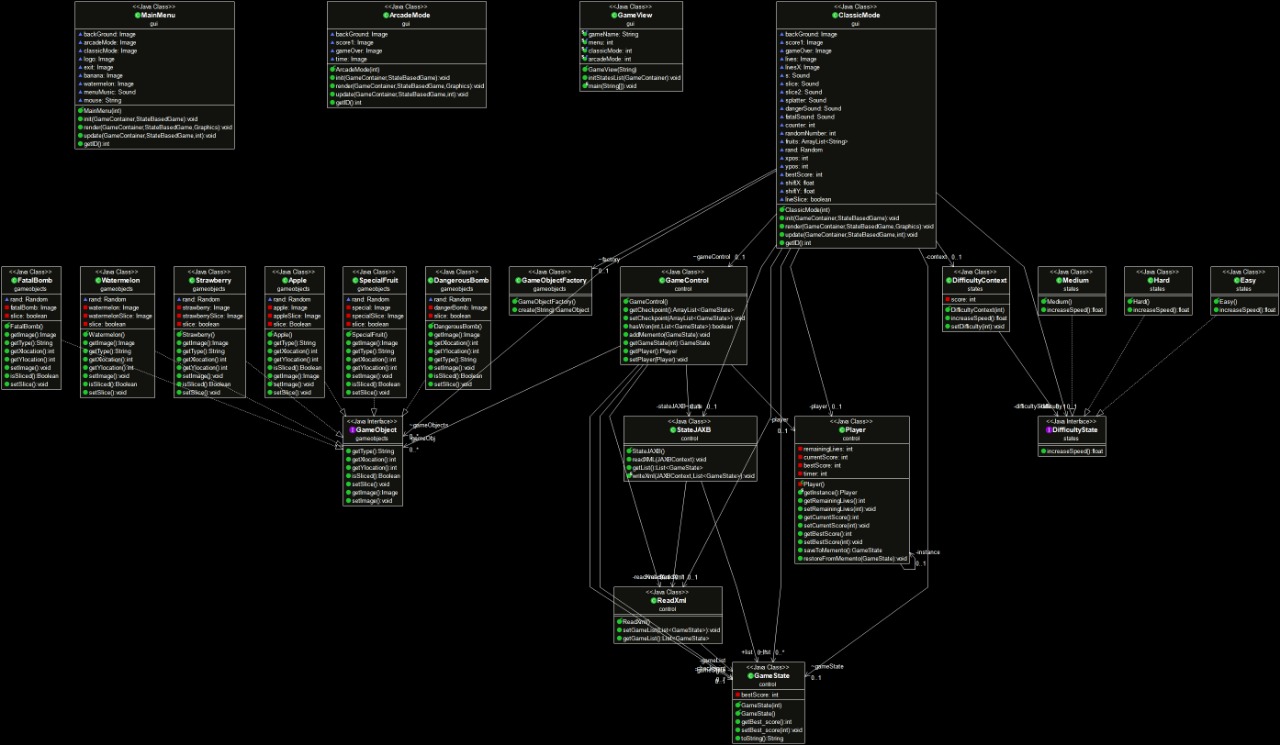 <<Java Class>>
MainMenu
gui
backGround: Image
arcadeMode: Image
classicMode: Image
logo: Image
exit: Image
banana: Image
watermelon: Image
menuMusic: Sound
mouse: String
MainMenu(int)
init(GameContainer,StateBasedGame):void
render(GameContainer,StateBasedGame,Graphics):void
update(GameContainer,StateBasedGame,int):void
getID():int
<<Java Class>>
ArcadeMode
gui
backGround: Image
score1: Image
gameOver: Image
time: Image
ArcadeMode(int)
init(GameContainer,StateBasedGame):void
render(GameContainer,StateBasedGame,Graphics):void
update(GameContainer,StateBasedGame,int):void
getID():int
<<Java Class>>
GameView
gui
gameName: String
menu: int
classicMode: int
arcadeMode: int
GameView(String)
initStatesList(GameContainer):void
main(String[]):void
<<Java Class>>
ClassicMode
gui
backGround: Image
score1: Image
gameOver: Image
lives: Image
livesX: Image
s: Sound
slice: Sound
slice2: Sound
splatter: Sound
dangerSound: Sound
fatalSound: Sound
counter: int
randomNumber: int
fruits: ArrayList<String>
rand: Random
xpos: int
ypos: int
bestScore: int
shiftX: float
shiftY: float
liveSlice: boolean
ClassicMode(int)
init(GameContainer,StateBasedGame):void
render(GameContainer,StateBasedGame,Graphics):void
update(GameContainer,StateBasedGame,int):void
getID():int
~factory
0..1
~gameControl 0..1
-context 0..1
<<Java Class>>
FatalBomb
gameobjects
rand: Random
fatalBomb: Image
slice: boolean
FatalBomb()
getImage():Image
getType():String
getXlocation():int
getYlocation():int
setImage():void
isSliced():Boolean
setSlice():void
<<Java Class>>
Watermelon
gameobjects
rand: Random
watermelon: Image
watermelonSlice: Image
slice: boolean
Watermelon()
getImage():Image
getType():String
getXlocation():int
getYlocation():int
setImage():void
isSliced():Boolean
setSlice():void
<<Java Class>>
Strawberry
gameobjects
rand: Random
strawberry: Image
strawberrySlice: Image
slice: boolean
Strawberry()
getImage():Image
getType():String
getXlocation():int
getYlocation():int
setImage():void
isSliced():Boolean
setSlice():void
<<Java Class>>
Apple
gameobjects
rand: Random
apple: Image
appleSlice: Image
slice: boolean
Apple()
getType():String
getXlocation():int
getYlocation():int
isSliced():Boolean
getImage():Image
setImage():void
setSlice():void
<<Java Class>>
SpecialFruit
gameobjects
rand: Random
special: Image
specialSlice: Image
slice: boolean
SpecialFruit()
getImage():Image
getType():String
getXlocation():int
getYlocation():int
setImage():void
isSliced():Boolean
setSlice():void
<<Java Class>>
DangerousBomb
gameobjects
rand: Random
dangerBomb: Image
slice: boolean
DangerousBomb()
getImage():Image
getXlocation():int
getYlocation():int
getType():String
setImage():void
isSliced():Boolean
setSlice():void
<<Java Class>>
GameObjectFactory
gameobjects
GameObjectFactory()
create(String):GameObject
<<Java Class>>
GameControl
control
GameControl()
getCheckpoint():ArrayList<GameState>
setCheckpoint(ArrayList<GameState>):void
hasWon(int,List<GameState>):boolean
addMemento(GameState):void
getGameState(int):GameState
getPlayer():Player
setPlayer(Player):void
<<Java Class>>
DifficultyContext
states
score: int
DifficultyContext(int)
increaseSpeed():float
setDifficulty(int):void
<<Java Class>>
Medium
states
Medium()
increaseSpeed():float
<<Java Class>>
Hard
states
Hard()
increaseSpeed():float
<<Java Class>>
Easy
states
Easy()
increaseSpeed():float
<<Java Interface>>
GameObject
gameobjects
getType():String
getXlocation():int
getYlocation():int
isSliced():Boolean
setSlice():void
getImage():Image
setImage():void
~gameObjects
0..*
0..1
<<Java Class>>
StateJAXB
control
StateJAXB()
readXML(JAXBContext):void
getList():List<GameState>
writeXml(JAXBContext,List<GameState>):void
-player
0..1
-player 0..1
<<Java Class>>
Player
control
remainingLives: int
currentScore: int
bestScore: int
timer: int
Player()
getInstance():Player
getRemainingLives():int
setRemainingLives(int):void
getCurrentScore():int
setCurrentScore(int):void
getBestScore():int
setBestScore(int):void
saveToMemento():GameState
restoreFromMemento(GameState):void
-instance
0..1
<<Java Interface>>
DifficultyState
states
increaseSpeed():float
0..1
<<Java Class>>
ReadXml
control
ReadXml()
setGameList(List<GameState>):void
getGameList():List<GameState>
+list
0..*
-gameList
0..1
~gameState
0..1
<<Java Class>>
GameState
control
bestScore: int
GameState(int)
GameState()
getBest_score():int
setBest_score(int):void
toString():String